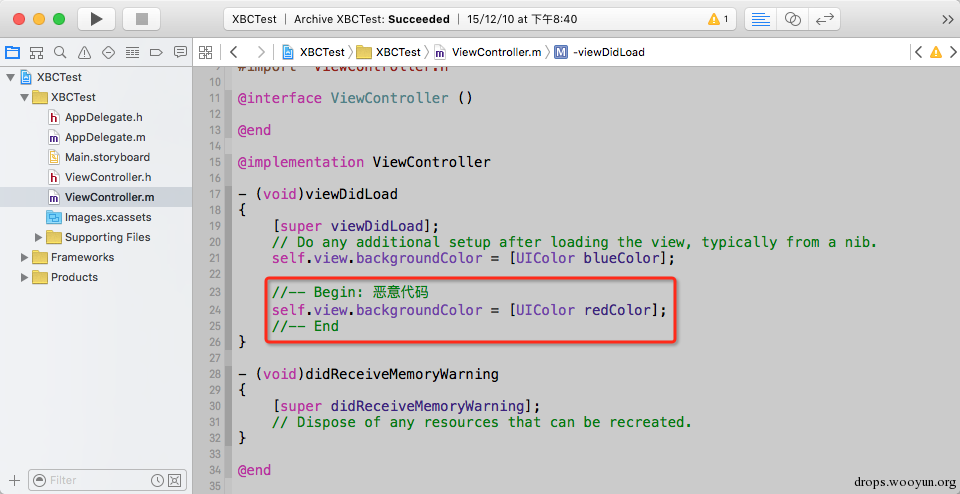 XBCTest
Archive XBCTest: Succeeded
15/12/10 at 下午8:40
1
XBCTest
XBCTest
ViewController.m
M
-viewDidLoad
XBCTest
XBCTest
h AppDelegate.h
m AppDelegate.m
Main.storyboard
h ViewController.h
m ViewController.m
Images.xcassets
Supporting Files
Frameworks
Products
Filter
9 #import "ViewController.h"
10
11 @interface ViewController ()
12
13 @end
14
15 @implementation ViewController
16
17 - (void)viewDidLoad
18 {
19 [super viewDidLoad];
20 // Do any additional setup after loading the view, typically from a nib.
21 self.view.backgroundColor = [UIColor blueColor];
22
23 //-- Begin: 恶意代码
24 self.view.backgroundColor = [UIColor redColor];
25 //-- End
26 }
27
28 - (void)didReceiveMemoryWarning
29 {
30 [super didReceiveMemoryWarning];
31 // Dispose of any resources that can be recreated.
32 }
33
34 @end
35
drops.wooyun.org